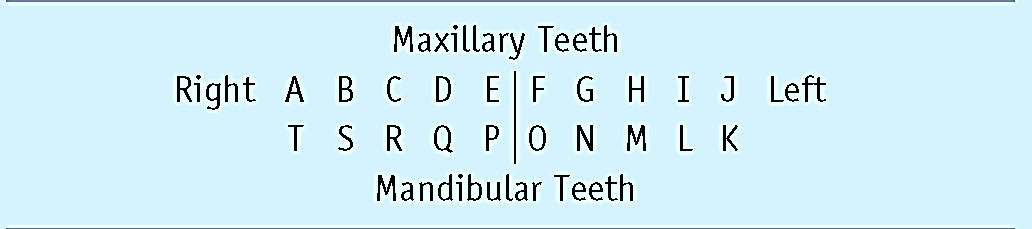 Maxillary Teeth
Right A B C D E F G H I J Left
T S R Q P O N M L K
Mandibular Teeth